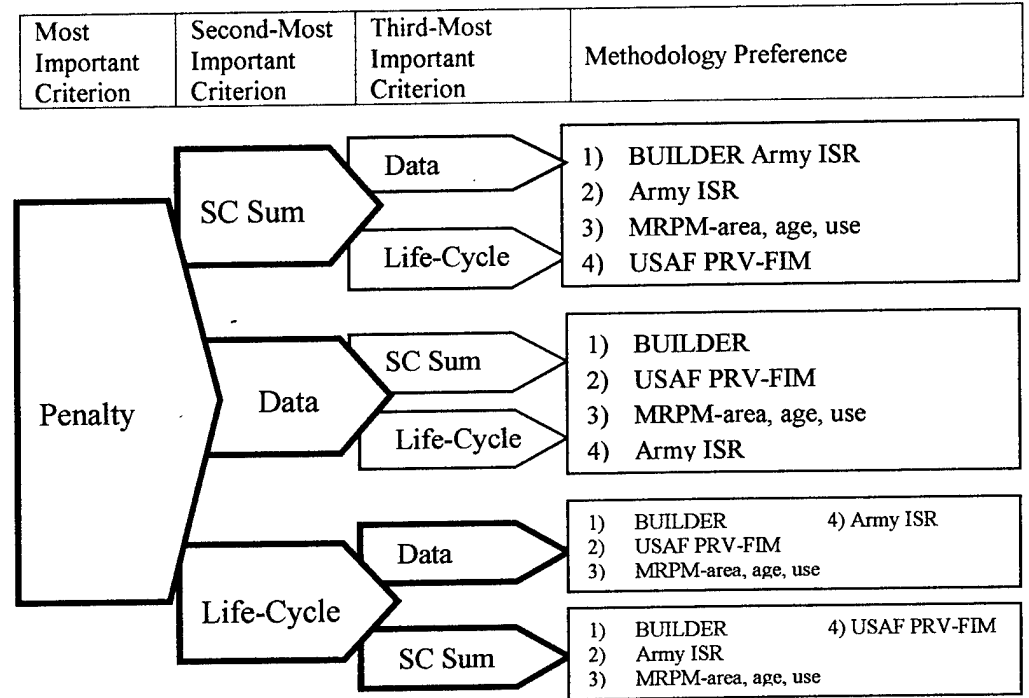 Most
Important
Criterion
Second-Most
Important
Criterion
Third-Most
Important
Criterion
Methodology Preference
Penalty
SC Sum
Data
Life-Cycle
1) BUILDER Army ISR
2) Army ISR
3) MRPM-area, age, use
4) USAF PRV-FIM
Data
SC Sum
Life-Cycle
1) BUILDER
2) USAF PRV-FIM
3) MRPM-area, age, use
4) Army ISR
Life-Cycle
Data
1) BUILDER 4) Army ISR
2) USAF PRV-FIM
3) MRPM-area, age, use
SC Sum
1) BUILDER 4) USAF PRV-FIM
2) Army ISR
3) MRPM-area, age, use